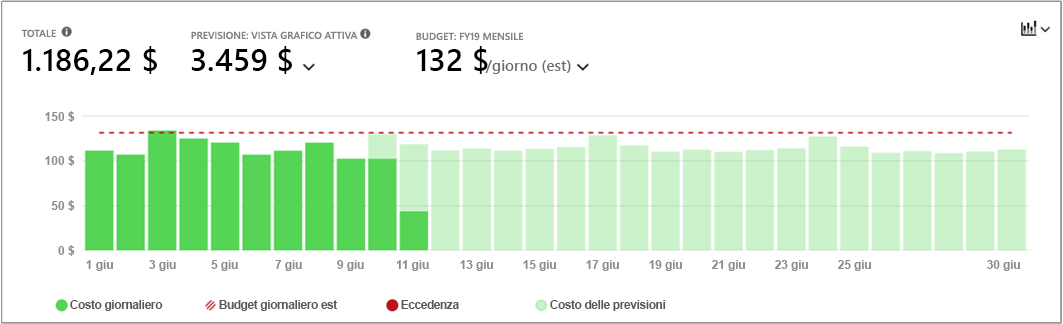 TOTALE
PREVISIONE: VISTA GRAFICO ATTIVA
BUDGET: FY19 MENSILE
1.186,22 $
3.459 $
132 $/giorno (est)
150 $
100 $
50 $
0 $
1 giu 3 giu 5 giu 7 giu 9 giu 11 giu 13 giu 15 giu 17 giu 19 giu 21 giu 23 giu 25 giu 30 giu
Costo giornaliero Budget giornaliero est Eccedenza Costo delle previsioni